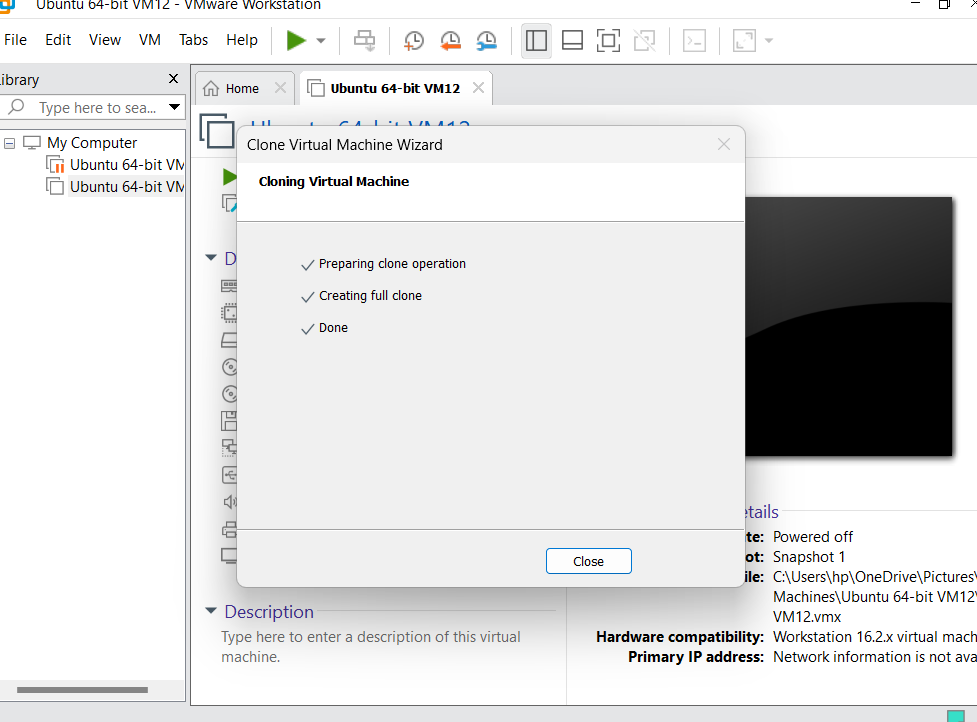 Ubuntu 64-bit VM12 - VMware Workstation
File Edit View VM Tabs Help
ibrary
Type here to sea...
Home
Ubuntu 64-bit VM12
My Computer
Ubuntu 64-bit VM
Ubuntu 64-bit VM
Ubuntu 64-bit VM12
Clone Virtual Machine Wizard
Cloning Virtual Machine
Preparing clone operation
Creating full clone
Done
Close
D
etails
te: Powered off
ot: Snapshot 1
ile: C:\Users\hp\OneDrive\Pictures\
Machines\Ubuntu 64-bit VM12\
VM12.vmx
Hardware compatibility: Workstation 16.2.x virtual mach
Primary IP address: Network information is not ava
Description
Type here to enter a description of this virtual
machine.